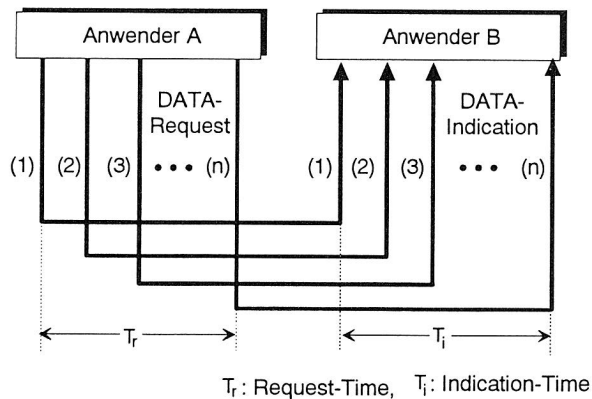 Anwender A
Anwender B
DATA-
Request
DATA-
Indication
(1) (2) (3) ••• (n)
(1) (2) (3) ••• (n)
Tr
Ti
Tr : Request-Time, Ti : Indication-Time